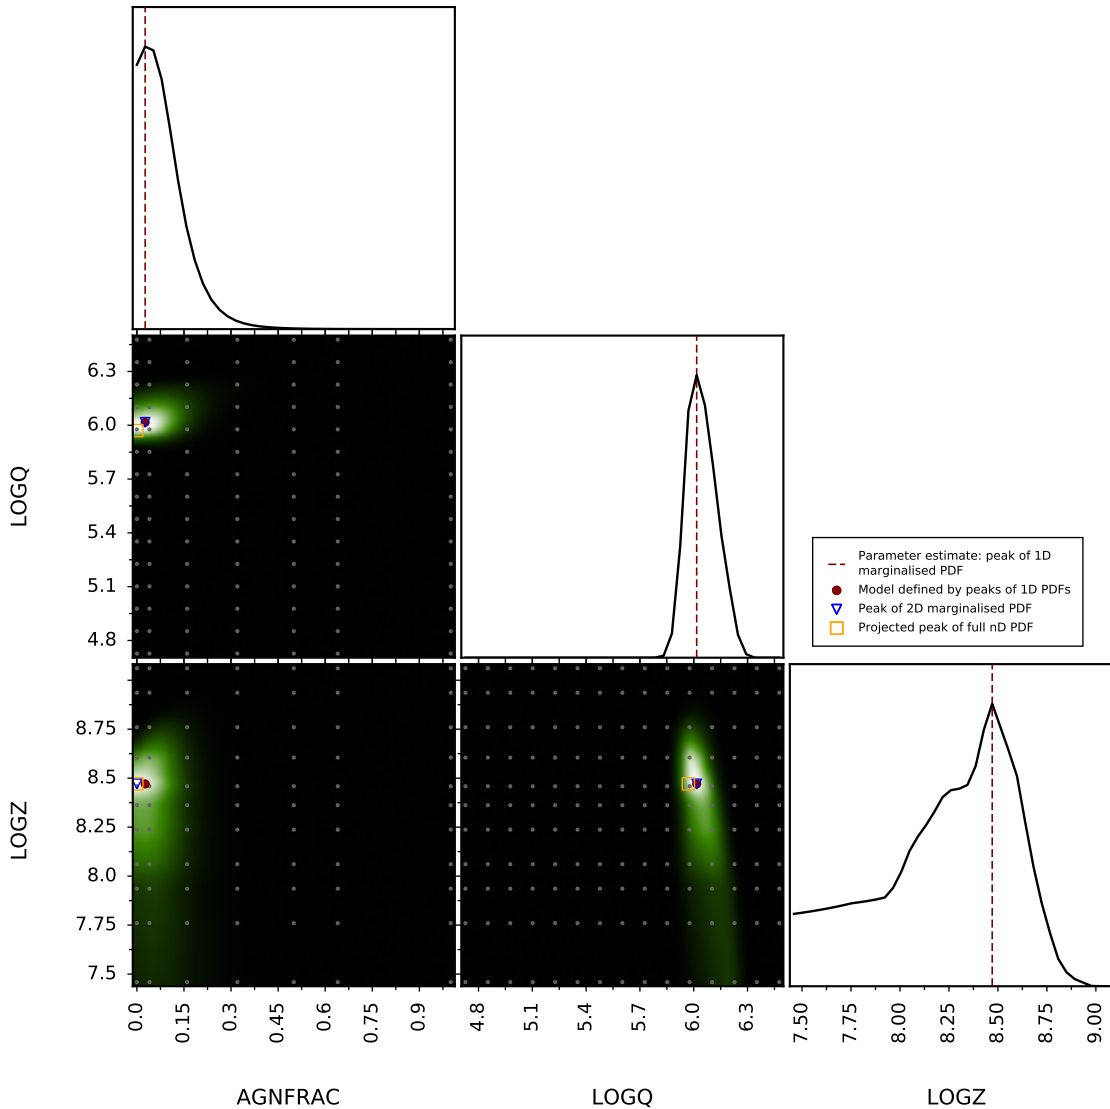 6.3
6.0
5.7
5.4
5.1
4.8
LOGQ
Parameter estimate: peak of 1D
marginalised PDF
Model defined by peaks of 1D PDFs
Peak of 2D marginalised PDF
Projected peak of full nD PDF
8.75
8.5
8.25
8.0
7.75
7.5
LOGZ
0.0 0.15 0.3 0.45 0.6 0.75 0.9
4.8 5.1 5.4 5.7 6.0 6.3
7.50 7.75 8.00 8.25 8.50 8.75 9.00
AGNFRAC LOGQ LOGZ